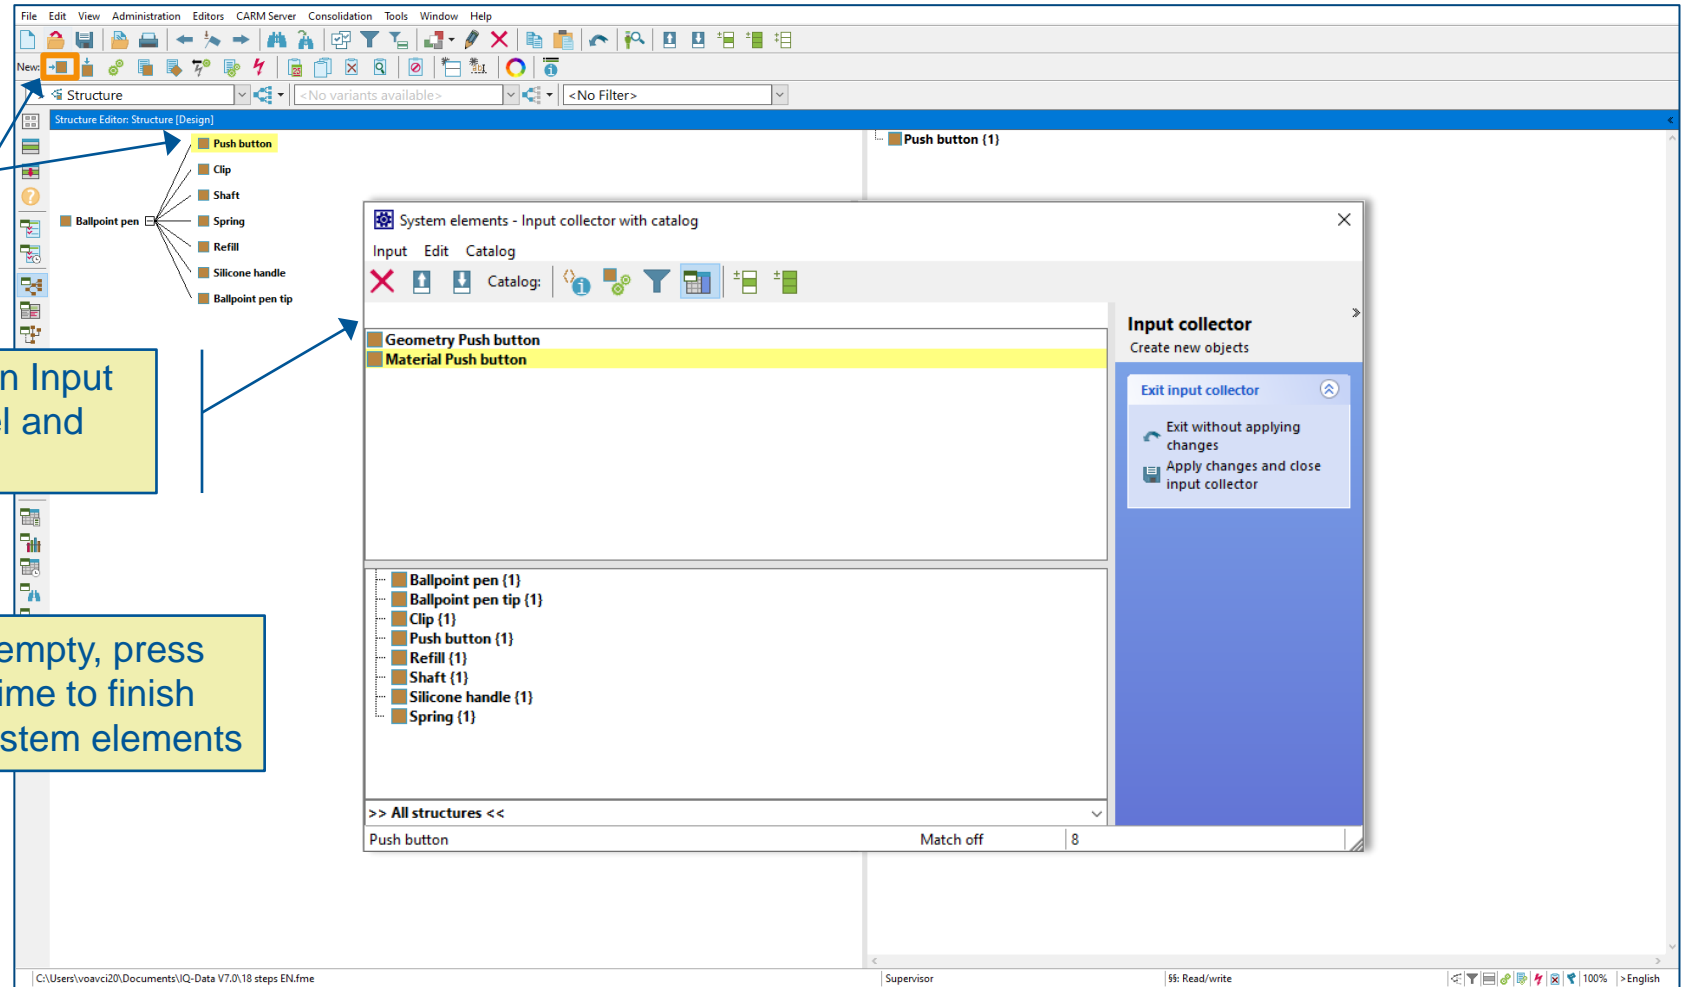 File Edit View Administration Editors CARM Server Consolidation Tools Window Help
New:
Structure <No variants available> <No Filter>
Structure Editor: Structure [Design]
Push button
Clip
Shaft
Ballpoint pen
Spring
Refill
Silicone handle
Ballpoint pen tip
Push button {1}
n Input
el and
empty, press
ime to finish
stem elements
System elements - Input collector with catalog
Input Edit Catalog
Catalog:
Geometry Push button
Material Push button
Ballpoint pen {1}
Ballpoint pen tip {1}
Clip {1}
Push button {1}
Refill {1}
Shaft {1}
Silicone handle {1}
Spring {1}
>> All structures <<
Push button Match off 8
Input collector
Create new objects
Exit input collector
Exit without applying
changes
Apply changes and close
input collector
C:\Users\voavci20\Documents\IQ-Data V7.0\18 steps EN.fme Supervisor §§: Read/write 100% >English